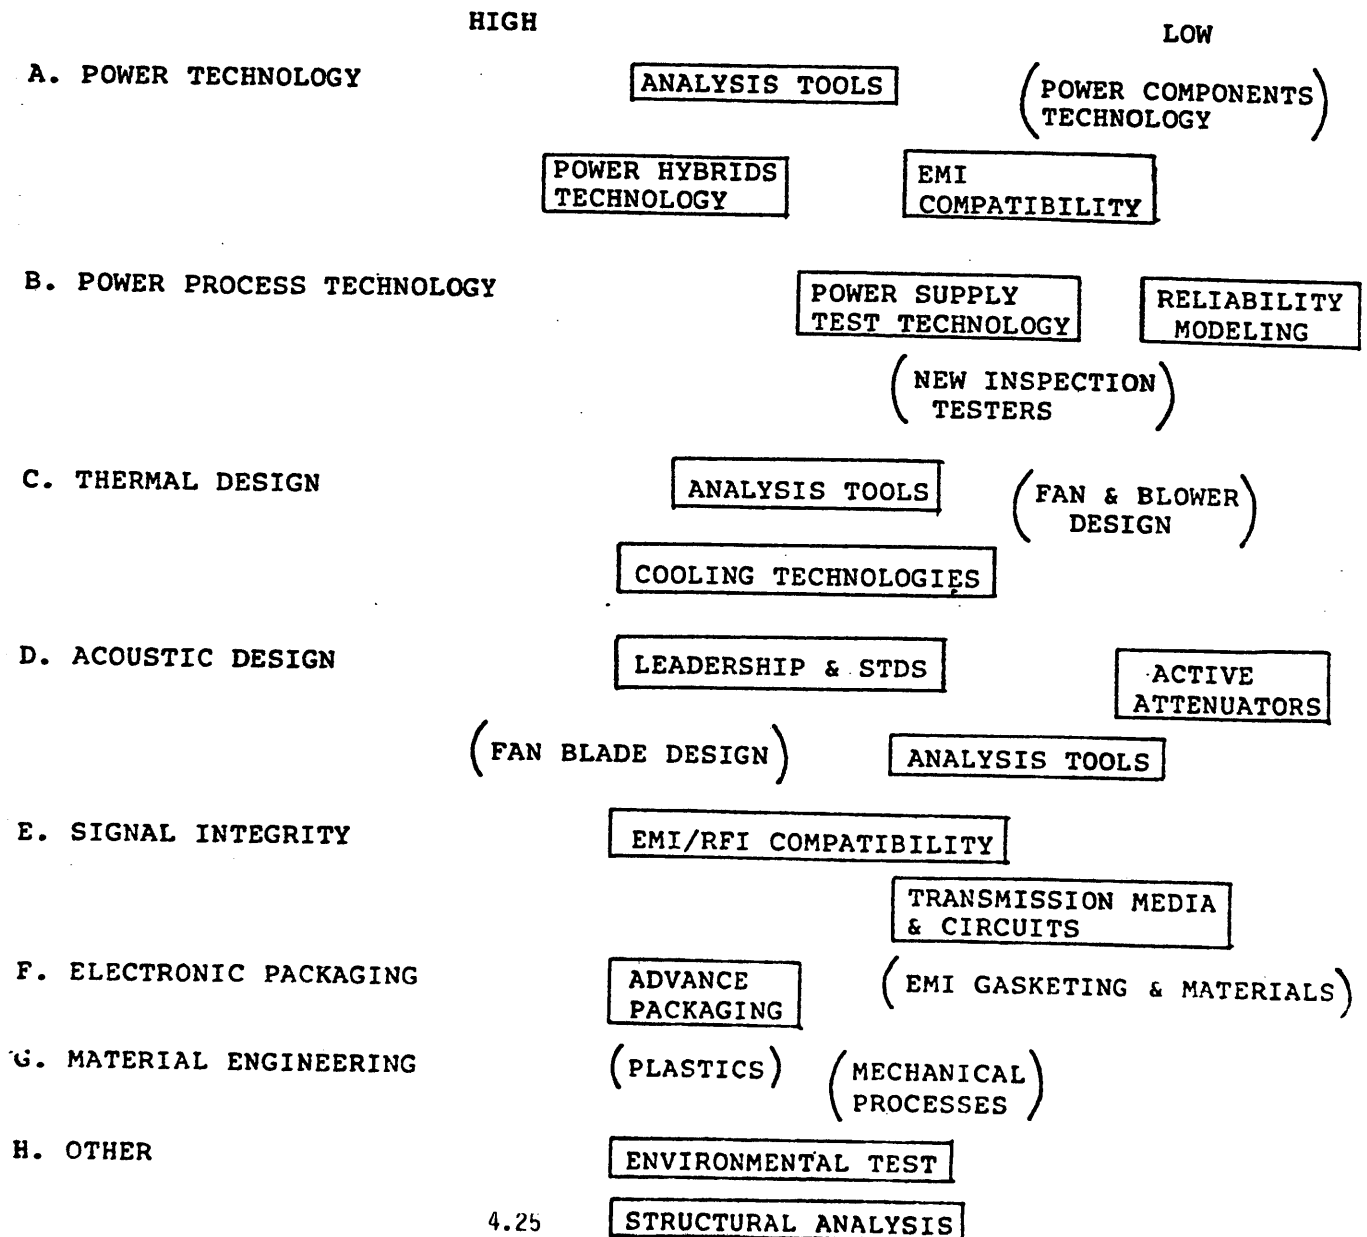 HIGH
LOW
A. POWER TECHNOLOGY
ANALYSIS TOOLS
(POWER COMPONENTS
TECHNOLOGY)
POWER HYBRIDS
TECHNOLOGY
EMI
COMPATIBILITY
B. POWER PROCESS TECHNOLOGY
POWER SUPPLY
TEST TECHNOLOGY
RELIABILITY
MODELING
(NEW INSPECTION
TESTERS)
C. THERMAL DESIGN
ANALYSIS TOOLS
(FAN & BLOWER
DESIGN)
COOLING TECHNOLOGIES
D. ACOUSTIC DESIGN
LEADERSHIP & STDS
ACTIVE
ATTENUATORS
(FAN BLADE DESIGN)
ANALYSIS TOOLS
E. SIGNAL INTEGRITY
EMI/RFI COMPATIBILITY
TRANSMISSION MEDIA
& CIRCUITS
F. ELECTRONIC PACKAGING
ADVANCE
PACKAGING
(EMI GASKETING & MATERIALS)
G. MATERIAL ENGINEERING
(PLASTICS)
(MECHANICAL
PROCESSES)
H. OTHER
ENVIRONMENTAL TEST
4.25
STRUCTURAL ANALYSIS